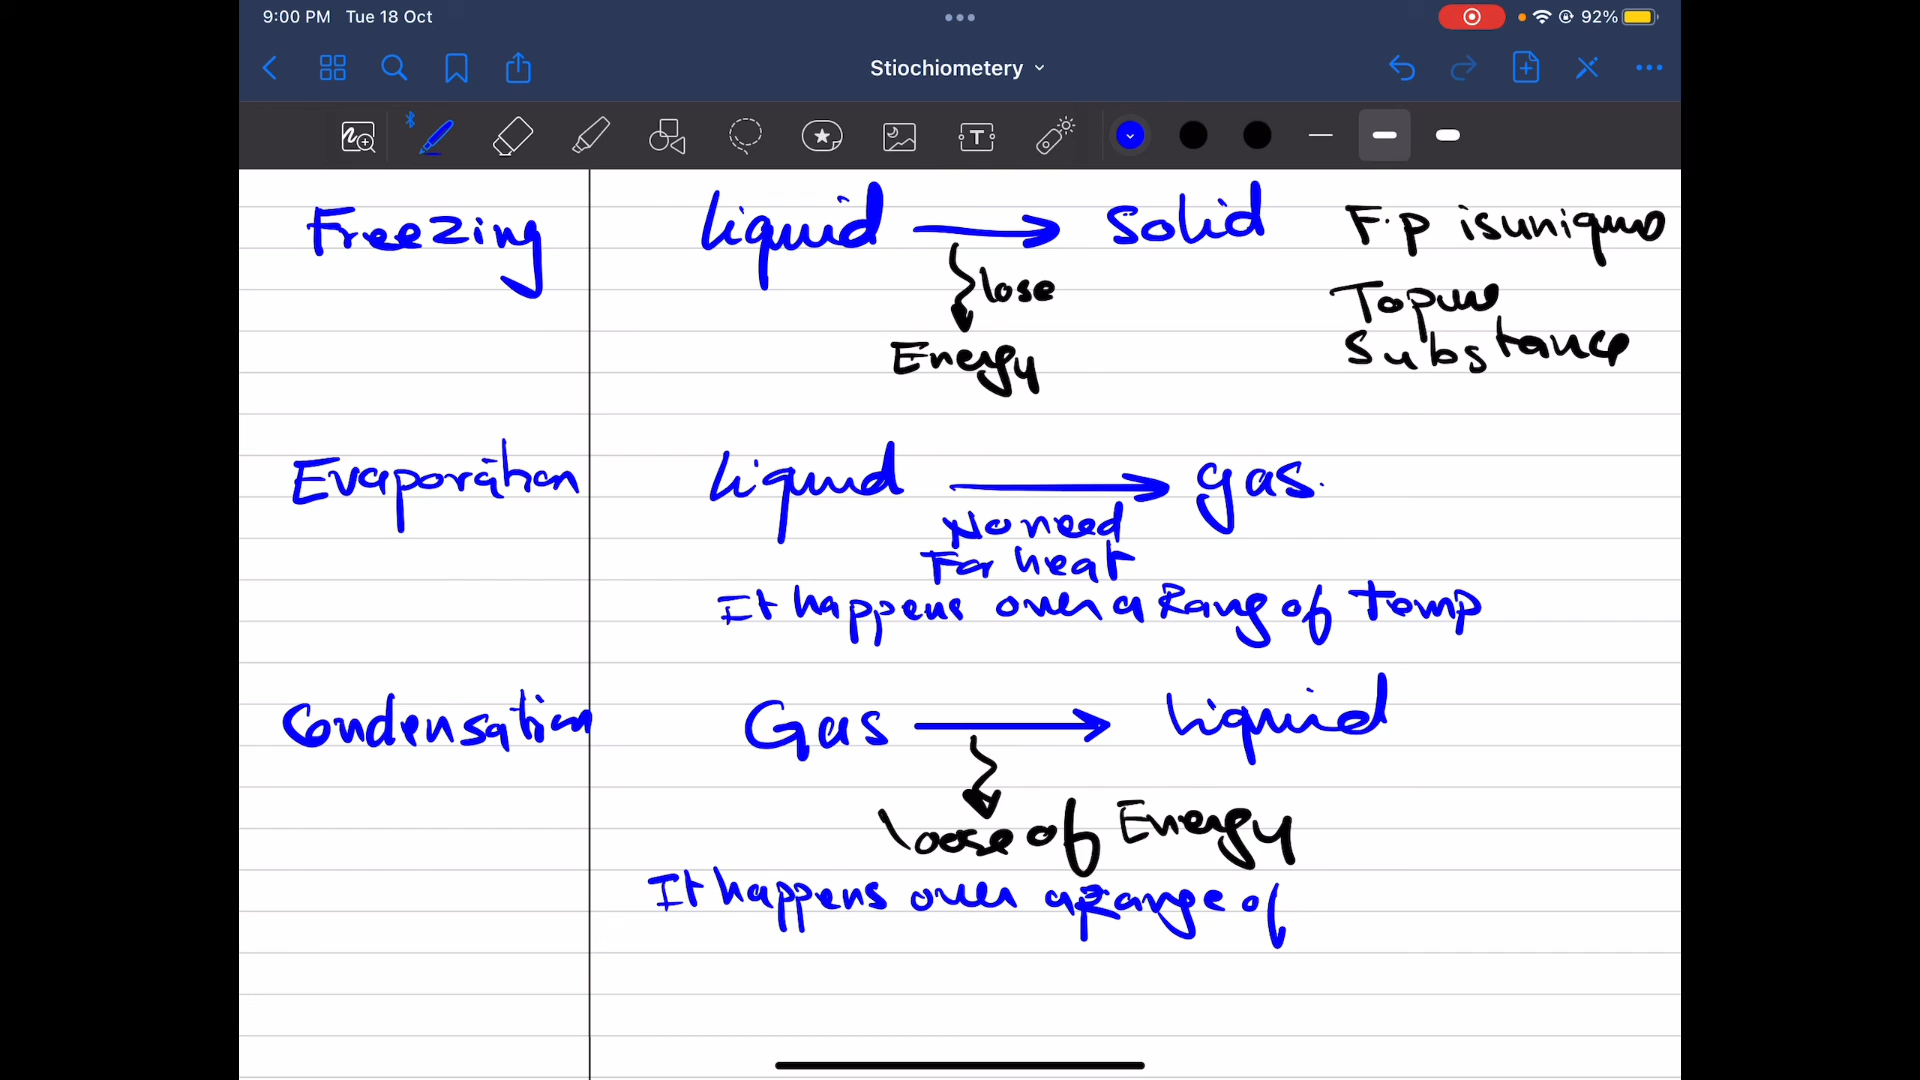 9:00 PM Tue 18 Oct
92%
Stiochiometery
T
Freezing liquid → Solid F.p is unique
lose
To pure
Energy
Substance
Evaporation liquid → gas.
No need
For heat
It happens over a Rang of temp
Condensation Gas → liquid
loose of Energy
It happens over a Range of